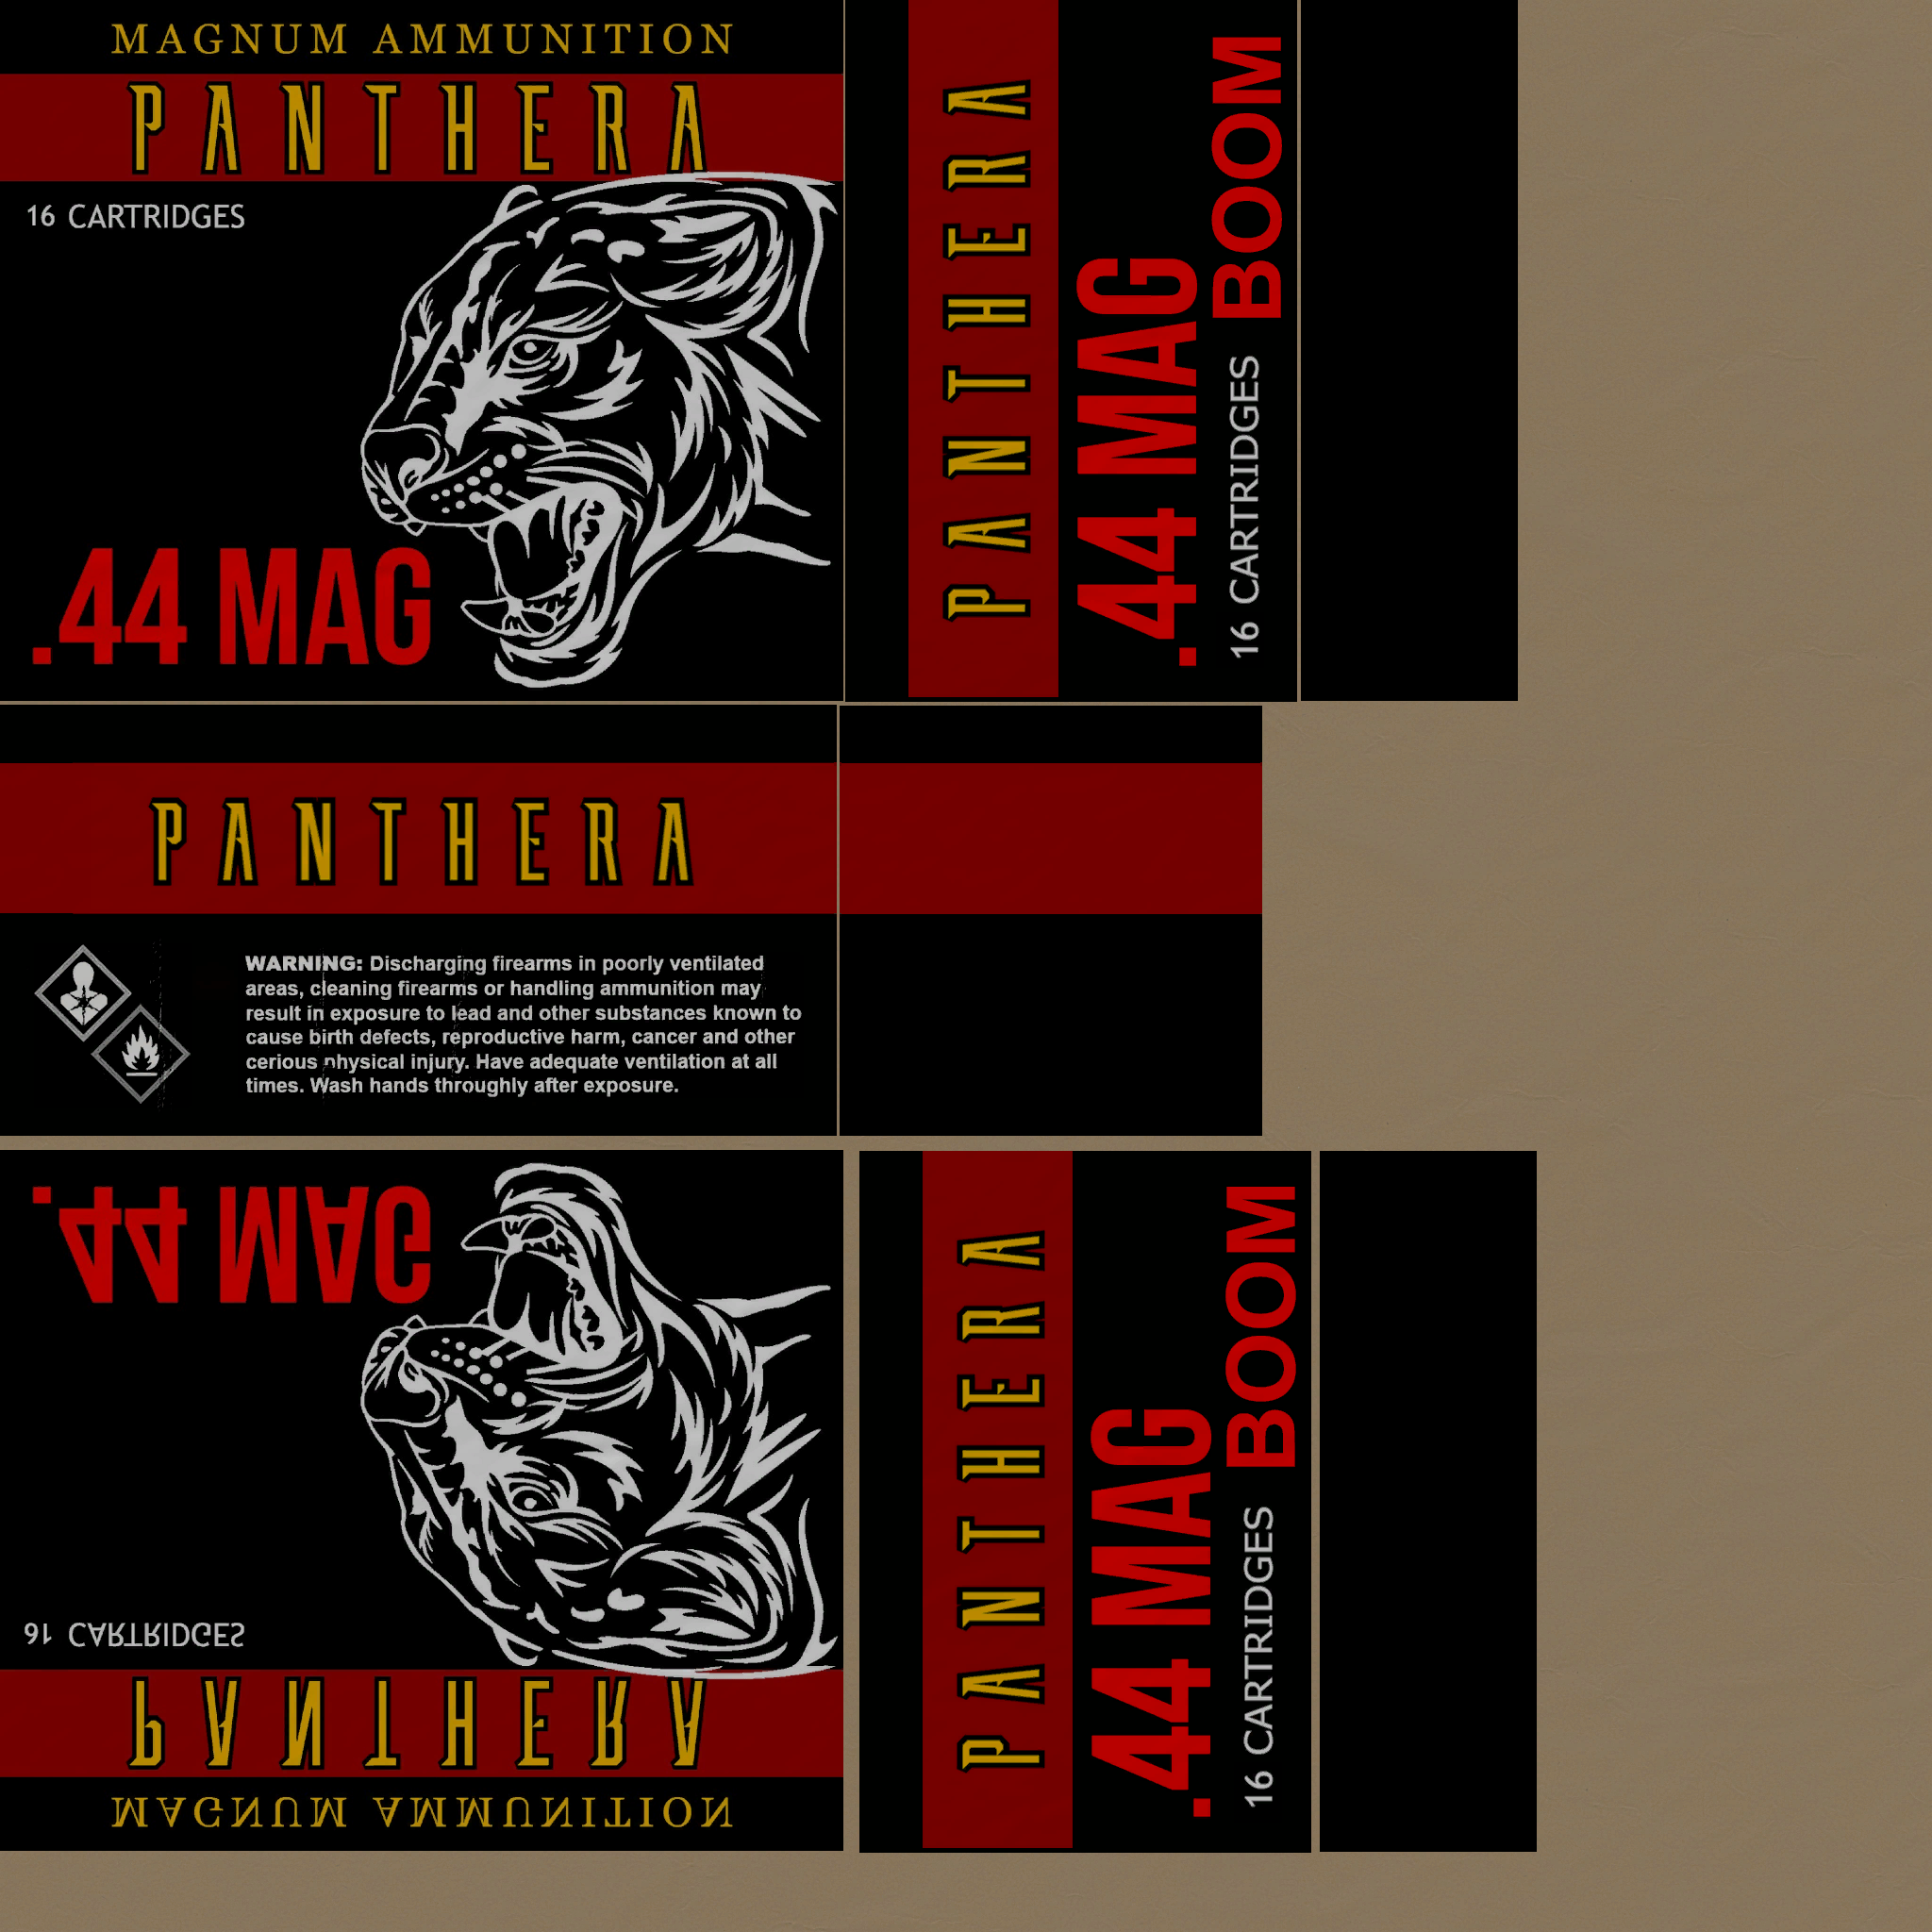 MAGNUM AMMUNITION
PANTHERA
16 CARTRIDGES
.44 MAG
PANTHERA
.44 MAG
BOOM
16 CARTRIDGES
PANTHERA
WARNING: Discharging firearms in poorly ventilated
areas, cleaning firearms or handling ammunition may
result in exposure to lead and other substances known to
cause birth defects, reproductive harm, cancer and other
cerious physical injury. Have adequate ventilation at all
times. Wash hands throughly after exposure.
.44 MAG
16 CARTRIDGES
PANTHERA
MAGNUM AMMUNITION
PANTHERA
.44 MAG
BOOM
16 CARTRIDGES